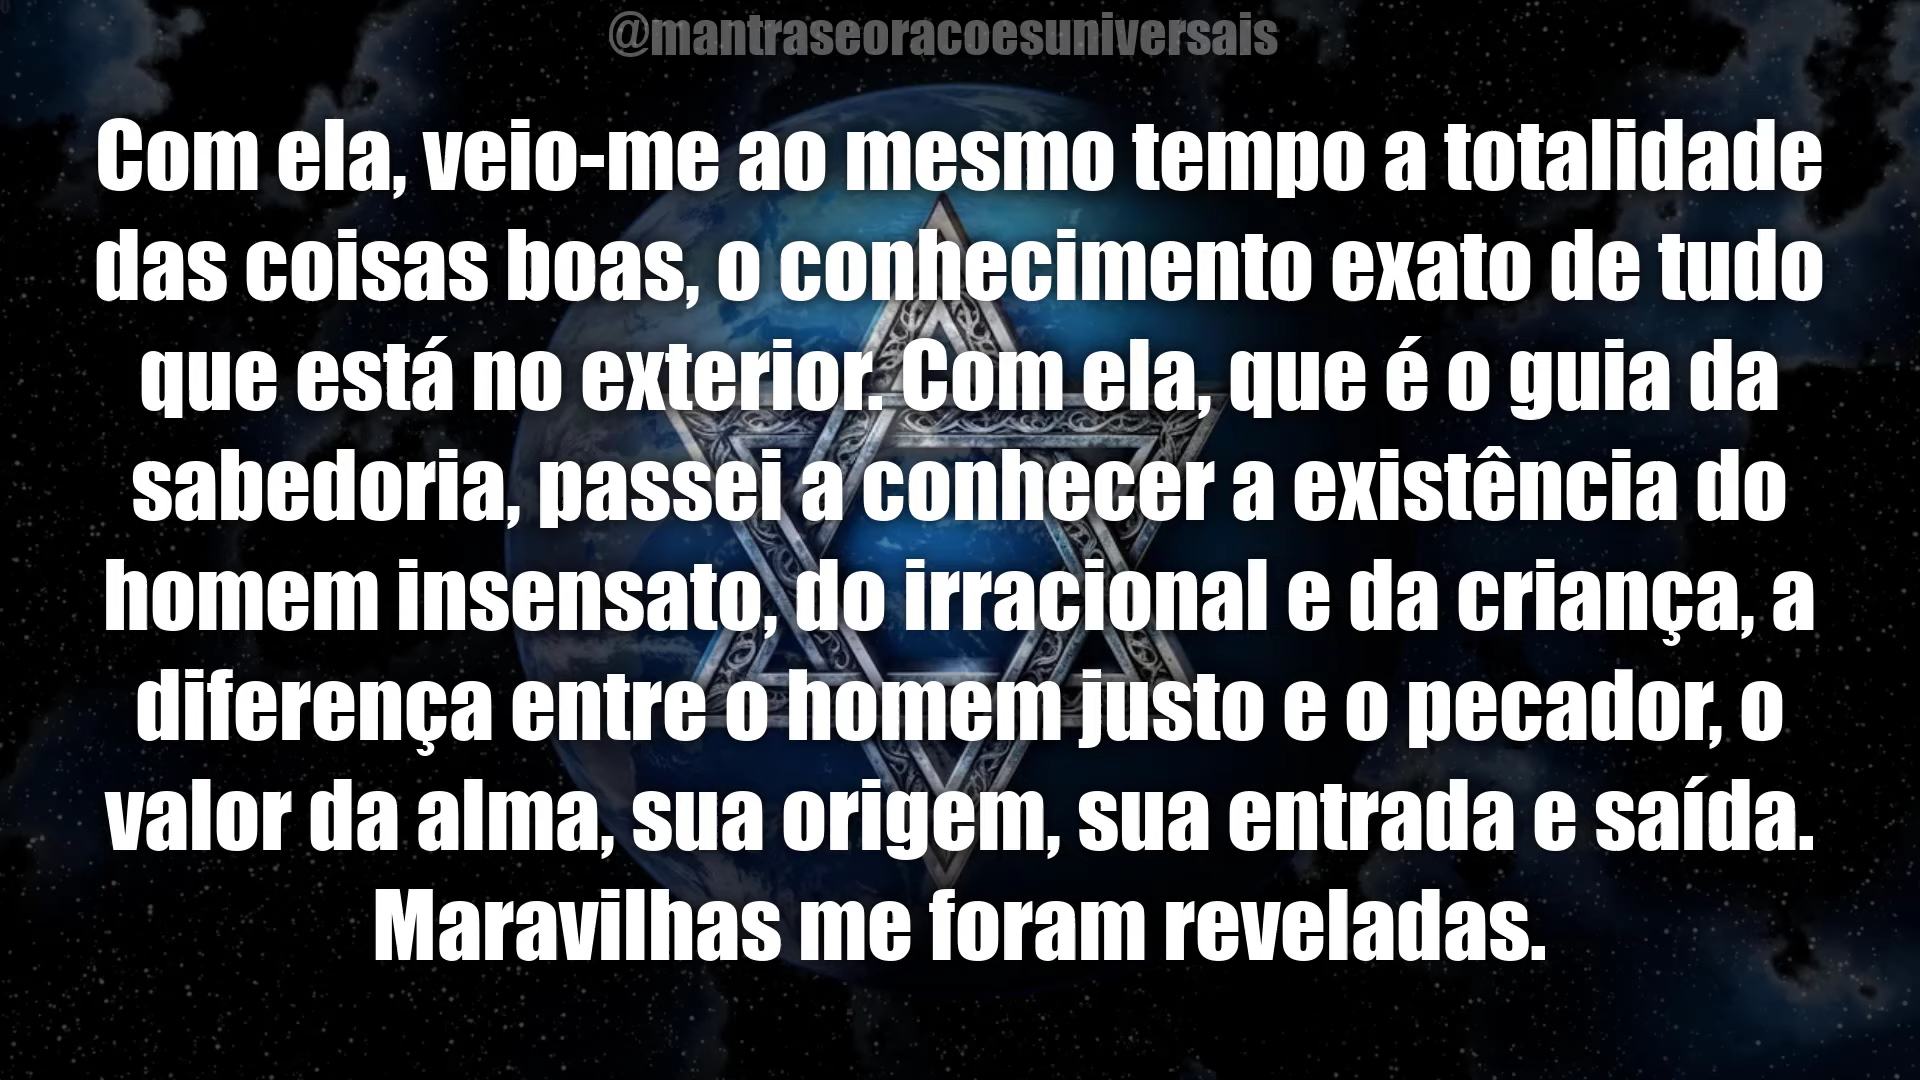 @mantraseoracoesuniversais
Com ela, veio-me ao mesmo tempo a totalidade
das coisas boas, o conhecimento exato de tudo
que está no exterior. Com ela, que é o guia da
sabedoria, passei a conhecer a existência do
homem insensato, do irracional e da criança, a
diferença entre o homem justo e o pecador, o
valor da alma, sua origem, sua entrada e saída.
Maravilhas me foram reveladas.